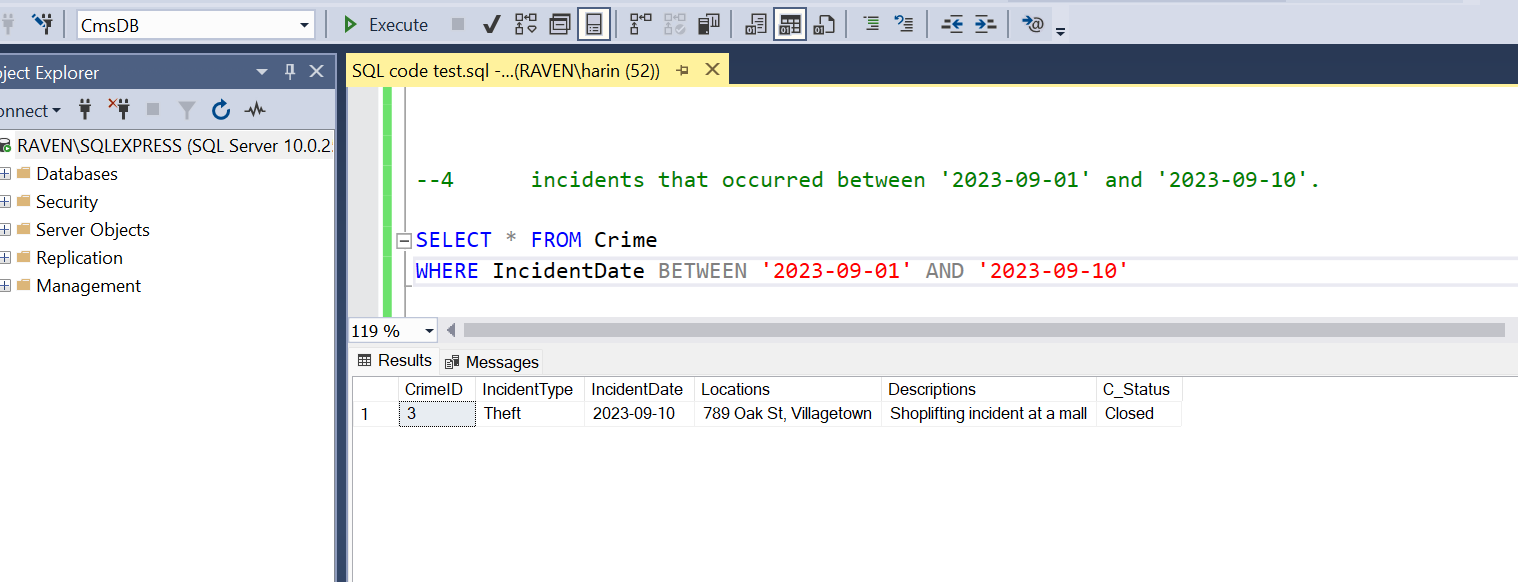 CmsDB
Execute
ject Explorer
SQL code test.sql -...(RAVEN\harin (52))
onnect
RAVEN\SQLEXPRESS (SQL Server 10.0.2
Databases
Security
Server Objects
Replication
Management
--4 incidents that occurred between '2023-09-01' and '2023-09-10'.
SELECT * FROM Crime
WHERE IncidentDate BETWEEN '2023-09-01' AND '2023-09-10'
119 %
Results Messages
CrimeID IncidentType IncidentDate Locations Descriptions C_Status
1 3 Theft 2023-09-10 789 Oak St, Villagetown Shoplifting incident at a mall Closed